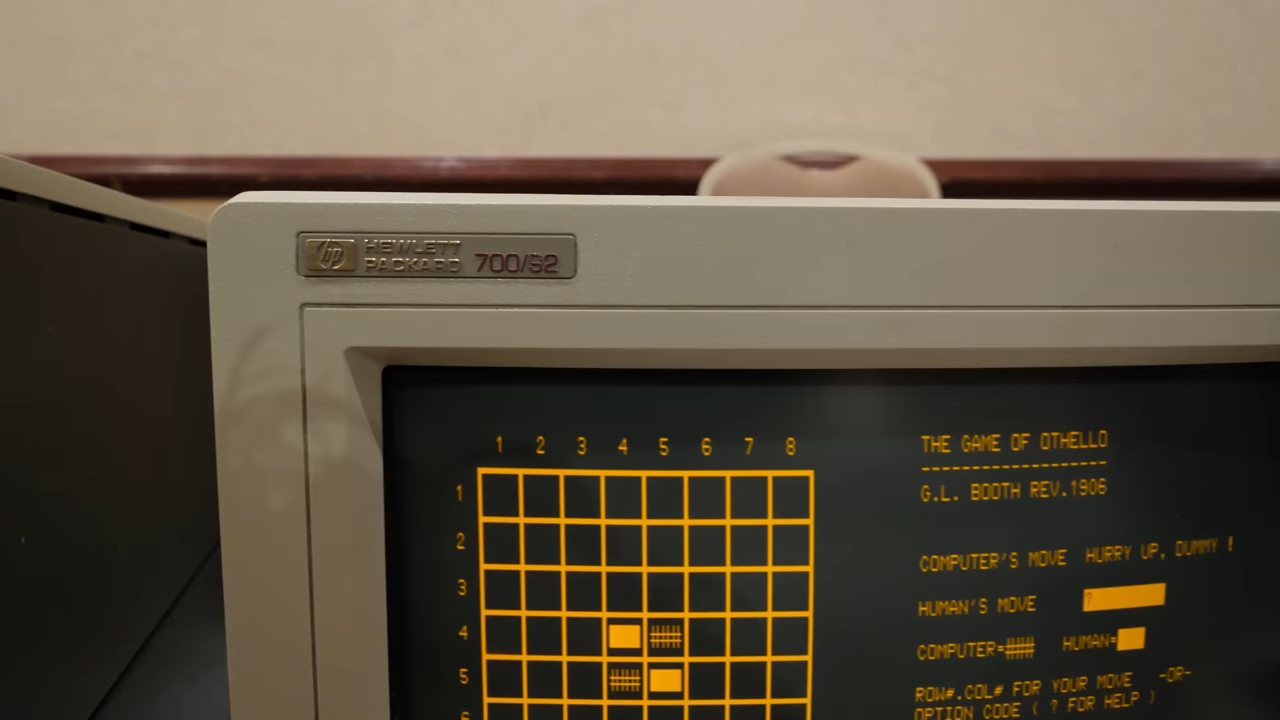 hp HEWLETT
PACKARD 700/S2
1 2 3 4 5 6 7 8
1
2
3
4
5
THE GAME OF OTHELLO
-------------------
G.L. BOOTH REV.1906
COMPUTER'S MOVE HURRY UP, DUMMY !
HUMAN'S MOVE ?
COMPUTER=## HUMAN=
ROW#.COL# FOR YOUR MOVE -OR-
OPTION CODE ( ? FOR HELP )